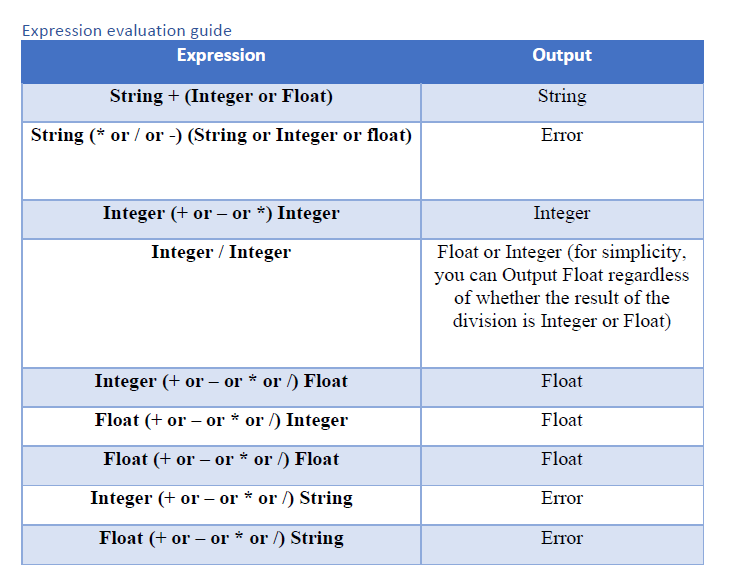 Expression evaluation guide
Expression Output
String + (Integer or Float) String
String (* or / or -) (String or Integer or float) Error
Integer (+ or – or *) Integer Integer
Integer / Integer Float or Integer (for simplicity,
you can Output Float regardless
of whether the result of the
division is Integer or Float)
Integer (+ or – or * or /) Float Float
Float (+ or – or * or /) Integer Float
Float (+ or – or * or /) Float Float
Integer (+ or – or * or /) String Error
Float (+ or – or * or /) String Error